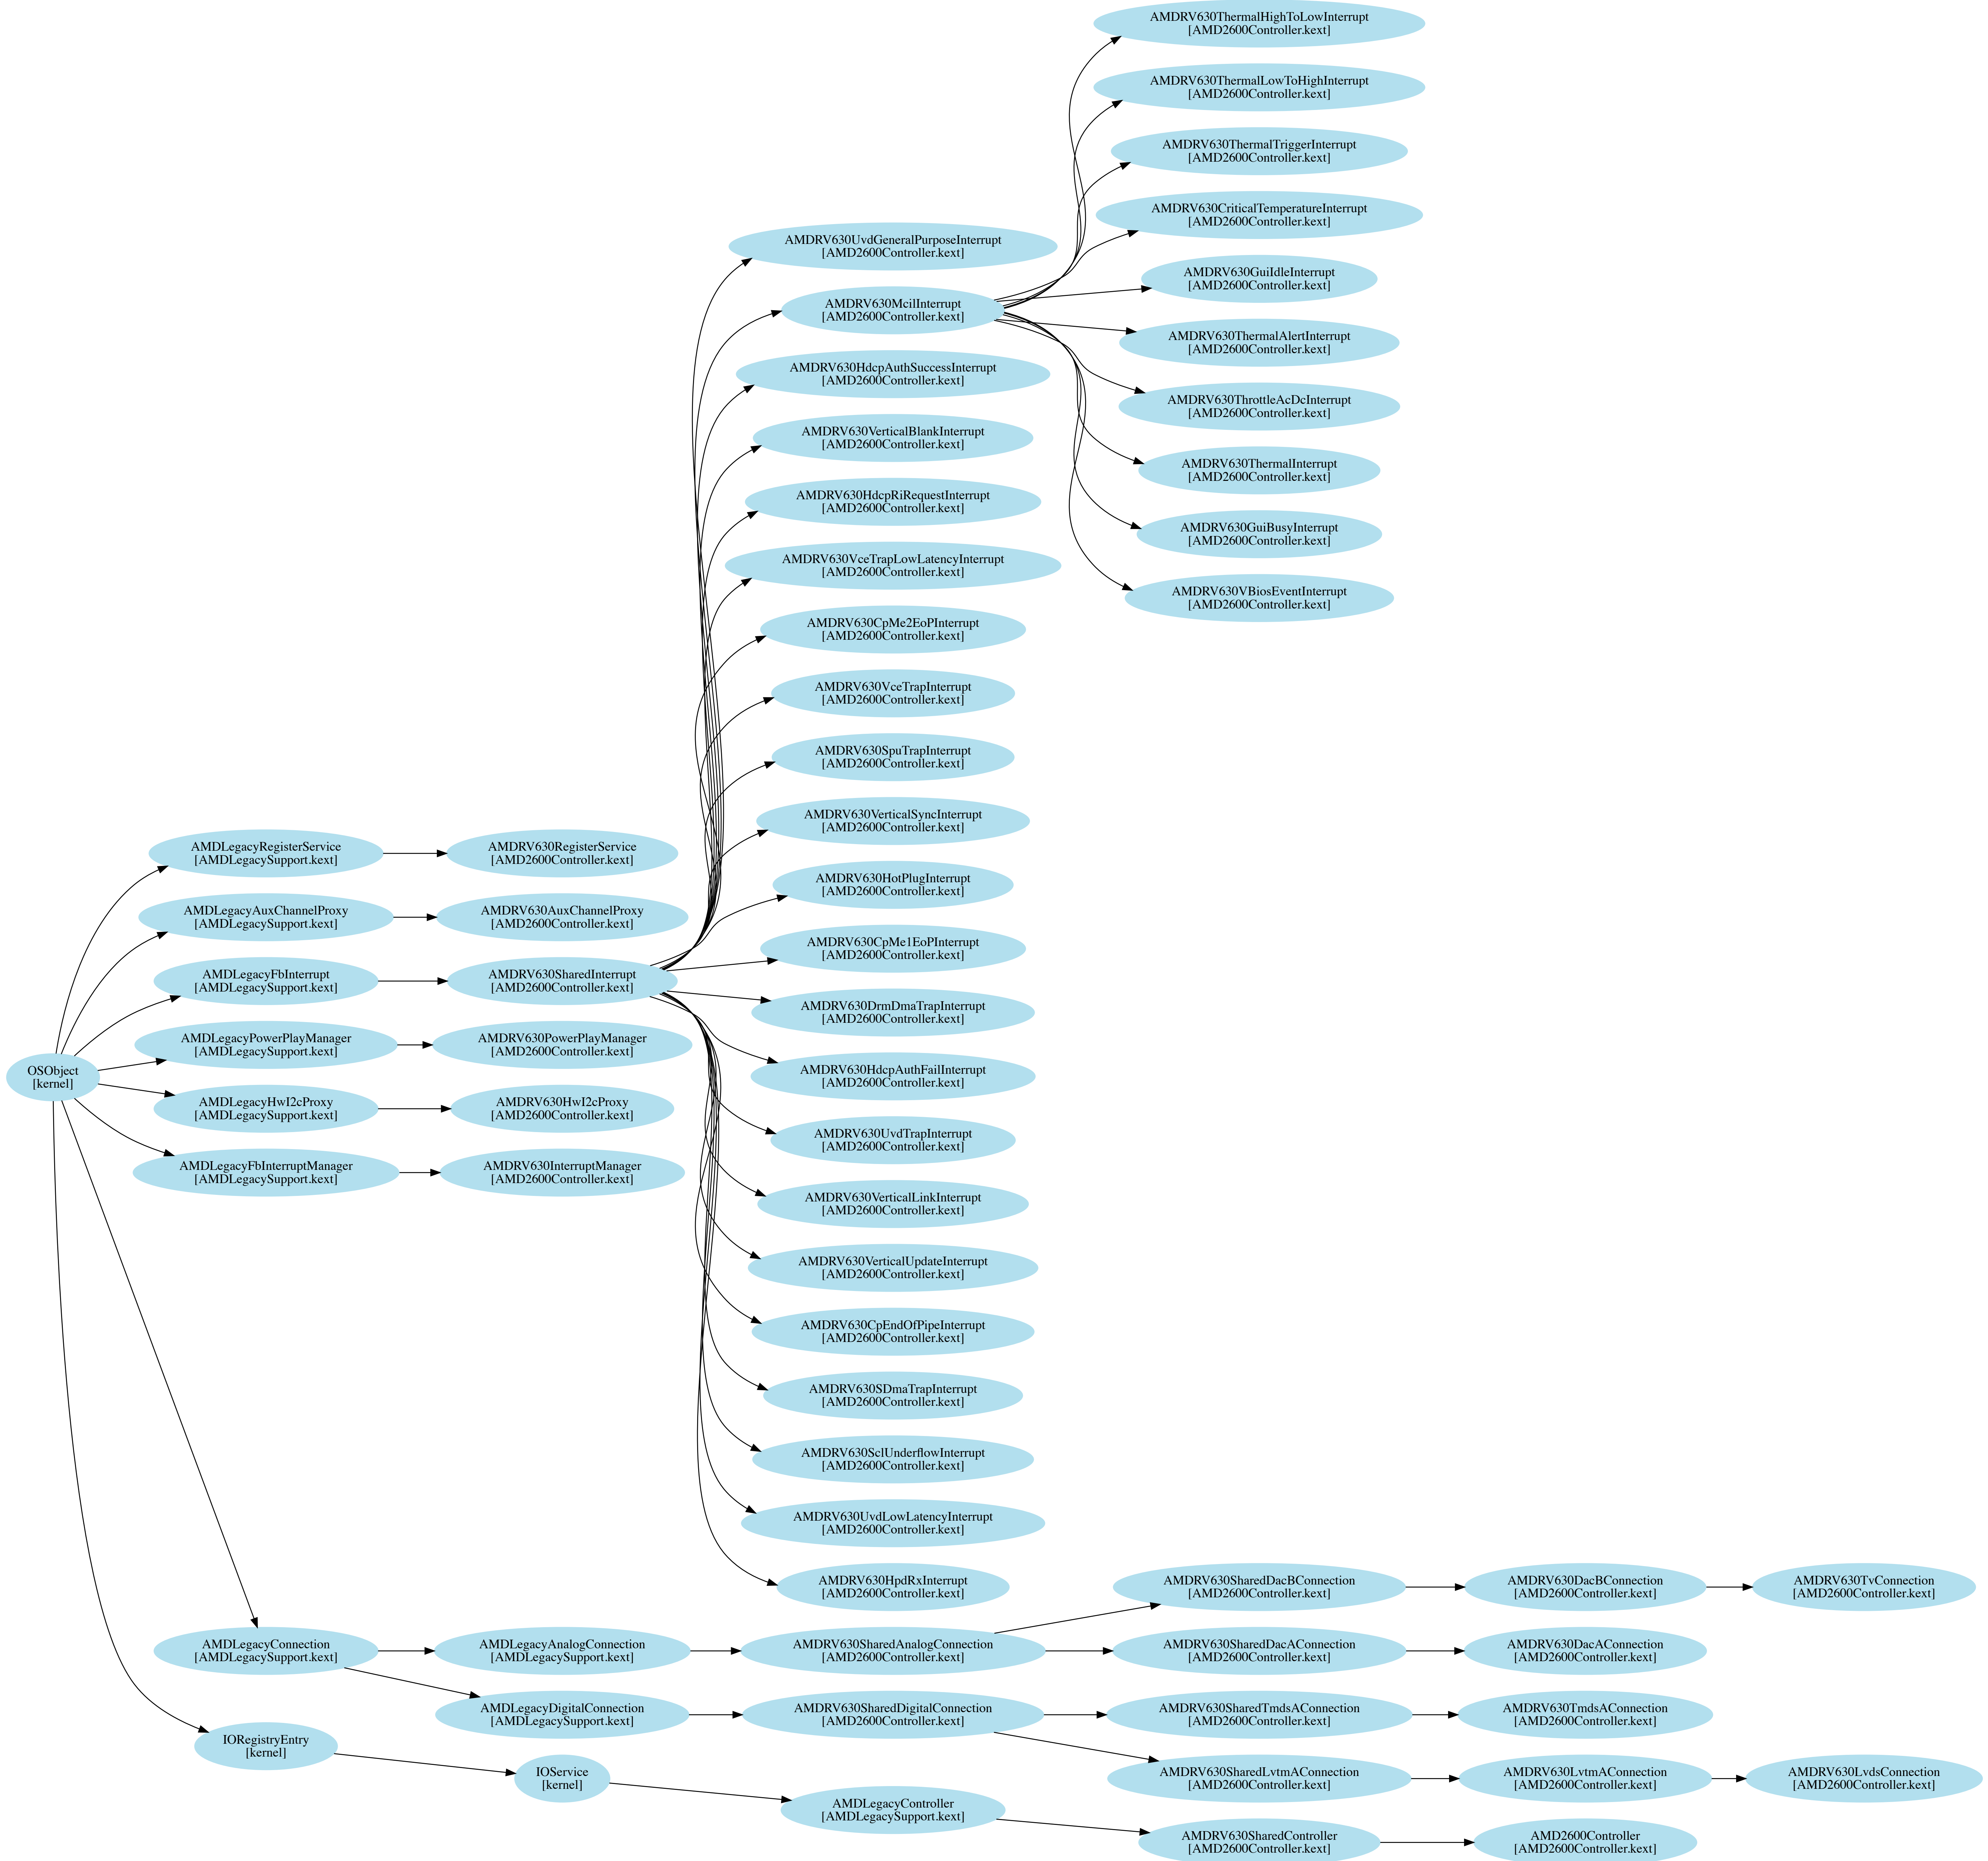 AMDRV630ThermalHighToLowInterrupt
[AMD2600Controller.kext]
AMDRV630ThermalLowToHighInterrupt
[AMD2600Controller.kext]
AMDRV630ThermalTriggerInterrupt
[AMD2600Controller.kext]
AMDRV630CriticalTemperatureInterrupt
[AMD2600Controller.kext]
AMDRV630GuiIdleInterrupt
[AMD2600Controller.kext]
AMDRV630ThermalAlertInterrupt
[AMD2600Controller.kext]
AMDRV630ThrottleAcDcInterrupt
[AMD2600Controller.kext]
AMDRV630ThermalInterrupt
[AMD2600Controller.kext]
AMDRV630GuiBusyInterrupt
[AMD2600Controller.kext]
AMDRV630VBiosEventInterrupt
[AMD2600Controller.kext]
AMDRV630UvdGeneralPurposeInterrupt
[AMD2600Controller.kext]
AMDRV630McilInterrupt
[AMD2600Controller.kext]
AMDRV630HdcpAuthSuccessInterrupt
[AMD2600Controller.kext]
AMDRV630VerticalBlankInterrupt
[AMD2600Controller.kext]
AMDRV630HdcpRiRequestInterrupt
[AMD2600Controller.kext]
AMDRV630VceTrapLowLatencyInterrupt
[AMD2600Controller.kext]
AMDRV630CpMe2EoPInterrupt
[AMD2600Controller.kext]
AMDRV630VceTrapInterrupt
[AMD2600Controller.kext]
AMDRV630SpuTrapInterrupt
[AMD2600Controller.kext]
AMDRV630VerticalSyncInterrupt
[AMD2600Controller.kext]
AMDRV630HotPlugInterrupt
[AMD2600Controller.kext]
AMDRV630CpMe1EoPInterrupt
[AMD2600Controller.kext]
AMDRV630DrmDmaTrapInterrupt
[AMD2600Controller.kext]
AMDRV630HdcpAuthFailInterrupt
[AMD2600Controller.kext]
AMDRV630UvdTrapInterrupt
[AMD2600Controller.kext]
AMDRV630VerticalLinkInterrupt
[AMD2600Controller.kext]
AMDRV630VerticalUpdateInterrupt
[AMD2600Controller.kext]
AMDRV630CpEndOfPipeInterrupt
[AMD2600Controller.kext]
AMDRV630SDmaTrapInterrupt
[AMD2600Controller.kext]
AMDRV630SclUnderflowInterrupt
[AMD2600Controller.kext]
AMDRV630UvdLowLatencyInterrupt
[AMD2600Controller.kext]
AMDRV630HpdRxInterrupt
[AMD2600Controller.kext]
AMDLegacyRegisterService
[AMDLegacySupport.kext]
AMDRV630RegisterService
[AMD2600Controller.kext]
AMDLegacyAuxChannelProxy
[AMDLegacySupport.kext]
AMDRV630AuxChannelProxy
[AMD2600Controller.kext]
AMDLegacyFbInterrupt
[AMDLegacySupport.kext]
AMDRV630SharedInterrupt
[AMD2600Controller.kext]
AMDLegacyPowerPlayManager
[AMDLegacySupport.kext]
AMDRV630PowerPlayManager
[AMD2600Controller.kext]
OSObject
[kernel]
AMDLegacyHwI2cProxy
[AMDLegacySupport.kext]
AMDRV630HwI2cProxy
[AMD2600Controller.kext]
AMDLegacyFbInterruptManager
[AMDLegacySupport.kext]
AMDRV630InterruptManager
[AMD2600Controller.kext]
AMDLegacyConnection
[AMDLegacySupport.kext]
AMDLegacyAnalogConnection
[AMDLegacySupport.kext]
AMDRV630SharedAnalogConnection
[AMD2600Controller.kext]
AMDRV630SharedDacBConnection
[AMD2600Controller.kext]
AMDRV630DacBConnection
[AMD2600Controller.kext]
AMDRV630TvConnection
[AMD2600Controller.kext]
AMDRV630SharedDacAConnection
[AMD2600Controller.kext]
AMDRV630DacAConnection
[AMD2600Controller.kext]
AMDLegacyDigitalConnection
[AMDLegacySupport.kext]
AMDRV630SharedDigitalConnection
[AMD2600Controller.kext]
AMDRV630SharedTmdsAConnection
[AMD2600Controller.kext]
AMDRV630TmdsAConnection
[AMD2600Controller.kext]
AMDRV630SharedLvtmAConnection
[AMD2600Controller.kext]
AMDRV630LvtmAConnection
[AMD2600Controller.kext]
AMDRV630LvdsConnection
[AMD2600Controller.kext]
IORegistryEntry
[kernel]
IOService
[kernel]
AMDLegacyController
[AMDLegacySupport.kext]
AMDRV630SharedController
[AMD2600Controller.kext]
AMD2600Controller
[AMD2600Controller.kext]